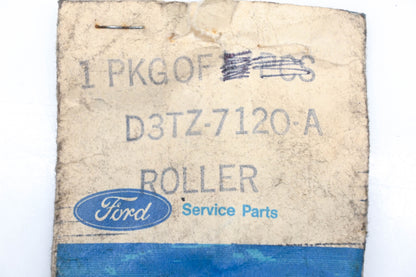 1 PKG OF PCS
D3TZ-7120-A
ROLLER
Ford Service Parts